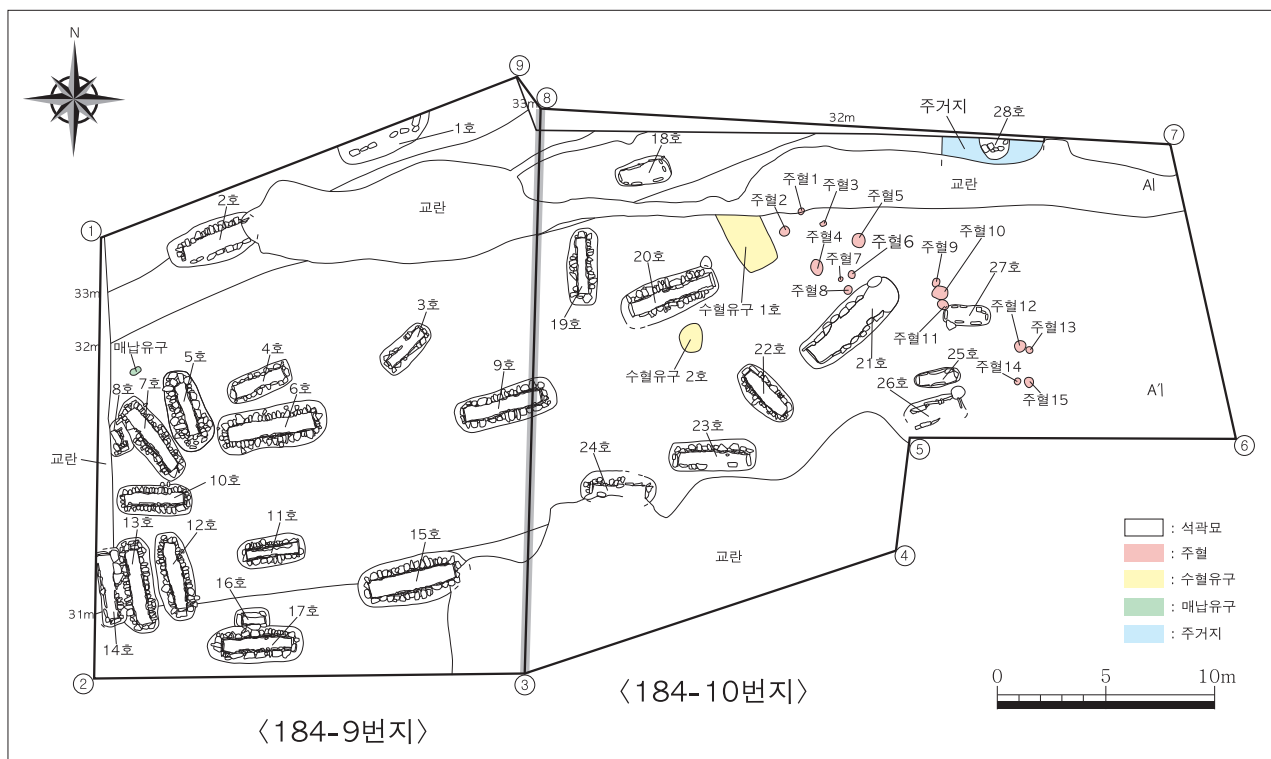 N
⑨
⑧
33m
32m
주거지
28호
⑦
1호
18호
교란
A
주혈1
주혈3
주혈2
주혈5
교란
2호
①
주혈4
주혈6
주혈7
주혈9
주혈10
주혈8
27호
20호
19호
수혈유구 1호
33m
3호
주혈12
주혈13
주혈11
32m
매납유구
5호
4호
21호
22호
수혈유구 2호
25호
주혈14
8호
7호
6호
9호
26호
주혈15
A'
23호
⑤
⑥
교란
24호
10호
13호
12호
11호
15호
교란
④
16호
31m
17호
14호
②
③
: 석곽묘
: 주혈
: 수혈유구
: 매납유구
: 주거지
0 5 10m
〈184-10번지〉
〈184-9번지〉